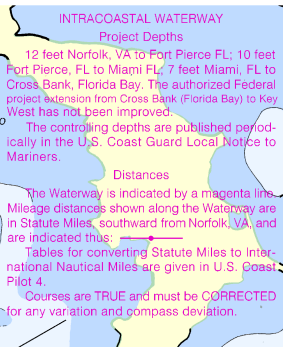 INTRACOASTAL WATERWAY
Project Depths
12 feet Norfolk, VA to Fort Pierce FL; 10 feet
Fort Pierce, FL to Miami FL; 7 feet Miami, FL to
Cross Bank, Florida Bay. The authorized Federal
project extension from Cross Bank (Florida Bay) to Key
West has not been improved.
The controlling depths are published period-
ically in the U.S. Coast Guard Local Notice to
Mariners.
Distances
The Waterway is indicated by a magenta line.
Mileage distances shown along the Waterway are
in Statute Miles, southward from Norfolk, VA, and
are indicated thus:
Tables for converting Statute Miles to Inter-
national Nautical Miles are given in U.S. Coast
Pilot 4.
Courses are TRUE and must be CORRECTED
for any variation and compass deviation.